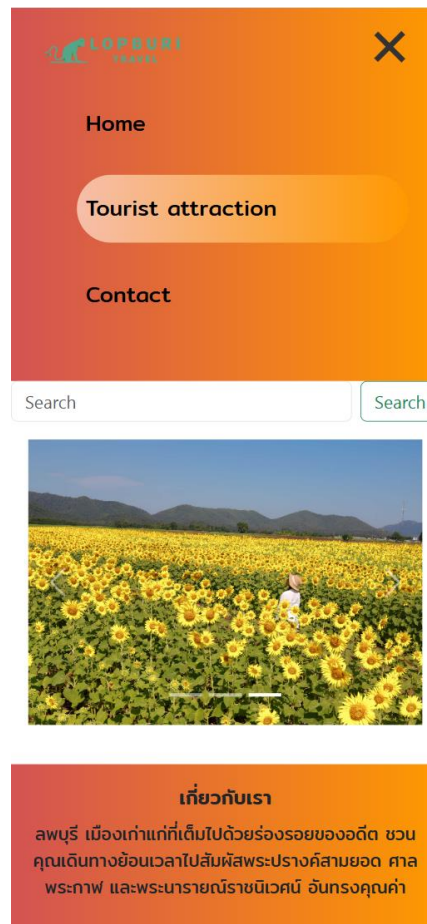 LOPBURI
TRAVEL
Home
Tourist attraction
Contact
Search Search
เกี่ยวกับเรา
ลพบุรี เมืองเก่าแก่ที่เต็มไปด้วยร่องรอยของอดีต ชวน
คุณเดินทางย้อนเวลาไปสัมผัสพระปรางค์สามยอด ศาล
พระกาฬ และพระนารายณ์ราชนิเวศน์ อันทรงคุณค่า